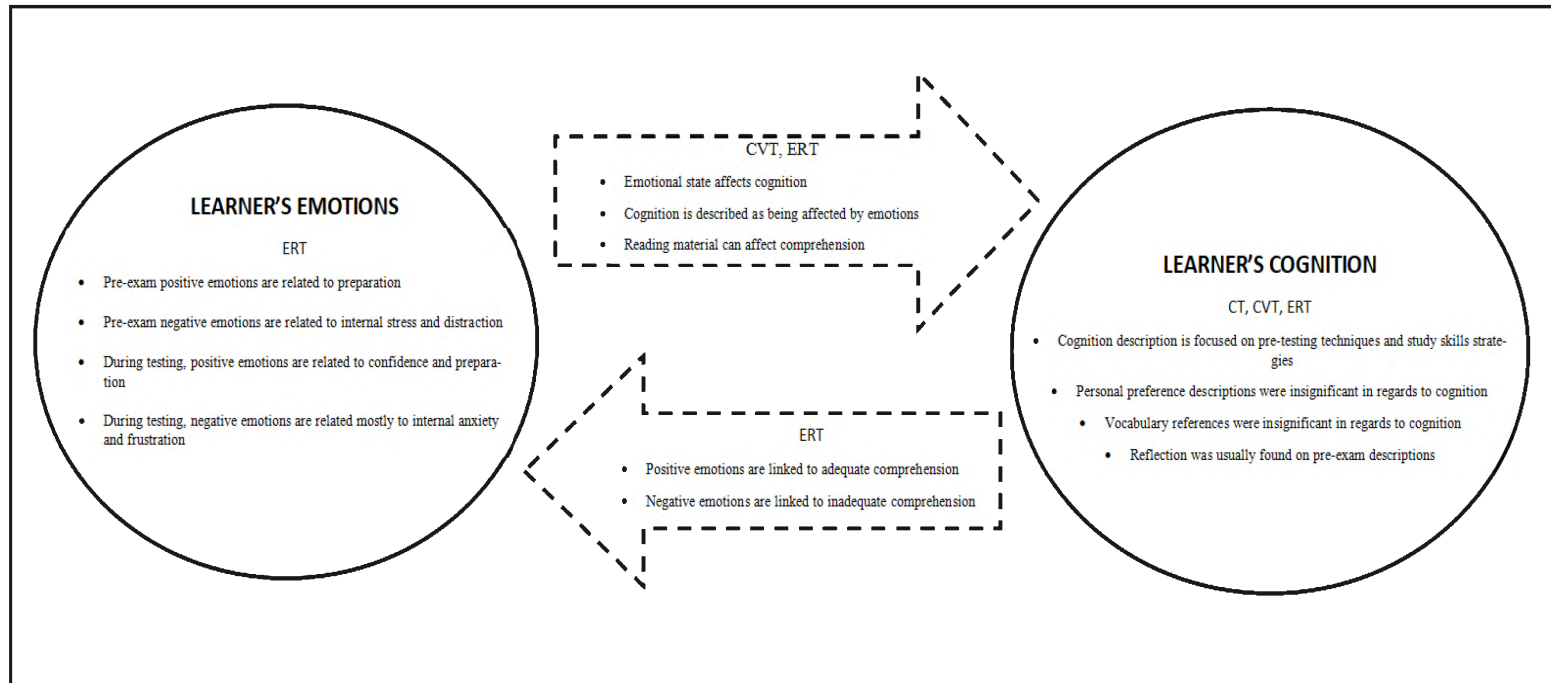 LEARNER'S EMOTIONS
ERT
• Pre-exam positive emotions are related to preparation
• Pre-exam negative emotions are related to internal stress and distraction
• During testing, positive emotions are related to confidence and prepara-
tion
• During testing, negative emotions are related mostly to internal anxiety
and frustration
CVT, ERT
• Emotional state affects cognition
• Cognition is described as being affected by emotions
• Reading material can affect comprehension
ERT
• Positive emotions are linked to adequate comprehension
• Negative emotions are linked to inadequate comprehension
LEARNER'S COGNITION
CT, CVT, ERT
• Cognition description is focused on pre-testing techniques and study skills strate-
gies
• Personal preference descriptions were insignificant in regards to cognition
• Vocabulary references were insignificant in regards to cognition
• Reflection was usually found on pre-exam descriptions